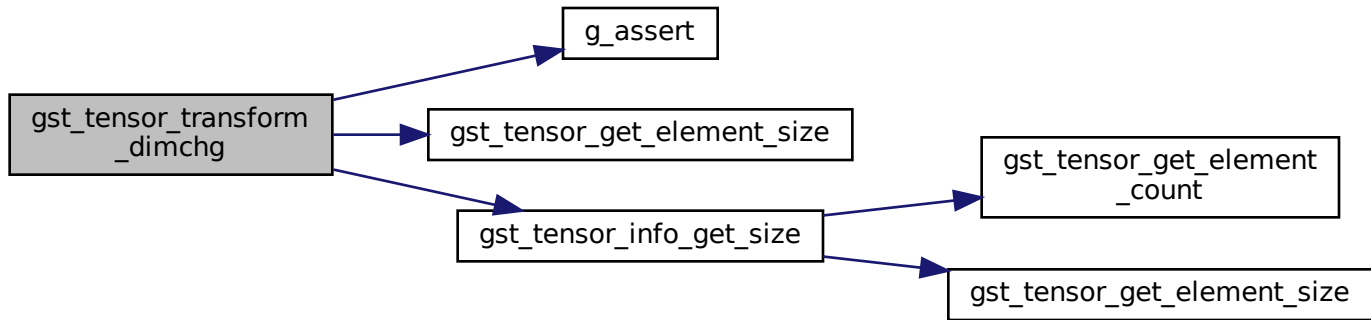 g_assert
gst_tensor_transform
_dimchg
gst_tensor_get_element_size
gst_tensor_info_get_size
gst_tensor_get_element
_count
gst_tensor_get_element_size